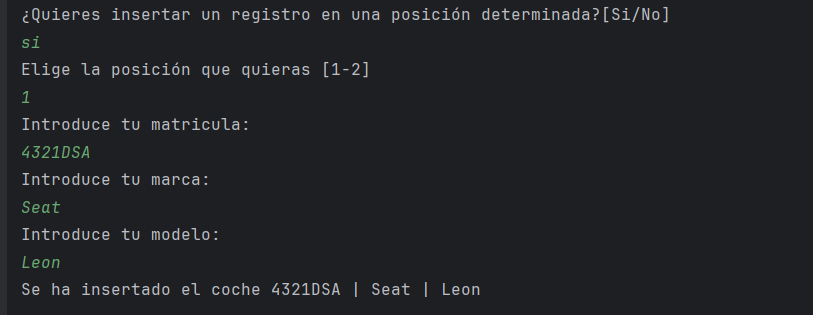 ¿Quieres insertar un registro en una posición determinada?[Si/No]
si
Elige la posición que quieras [1-2]
1
Introduce tu matricula:
4321DSA
Introduce tu marca:
Seat
Introduce tu modelo:
Leon
Se ha insertado el coche 4321DSA | Seat | Leon